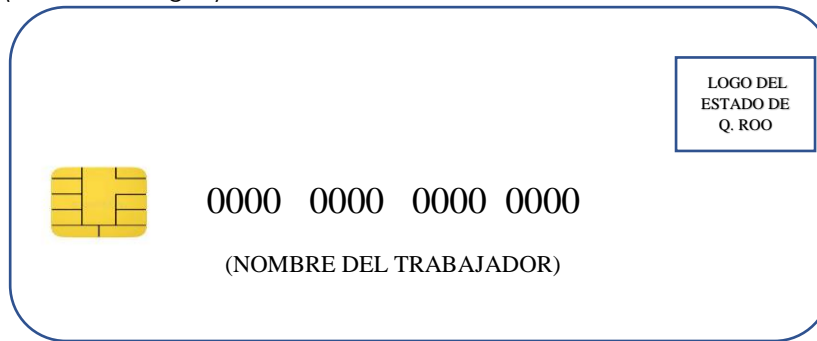 LOGO DEL
ESTADO DE
Q. ROO
0000 0000 0000 0000
(NOMBRE DEL TRABAJADOR)